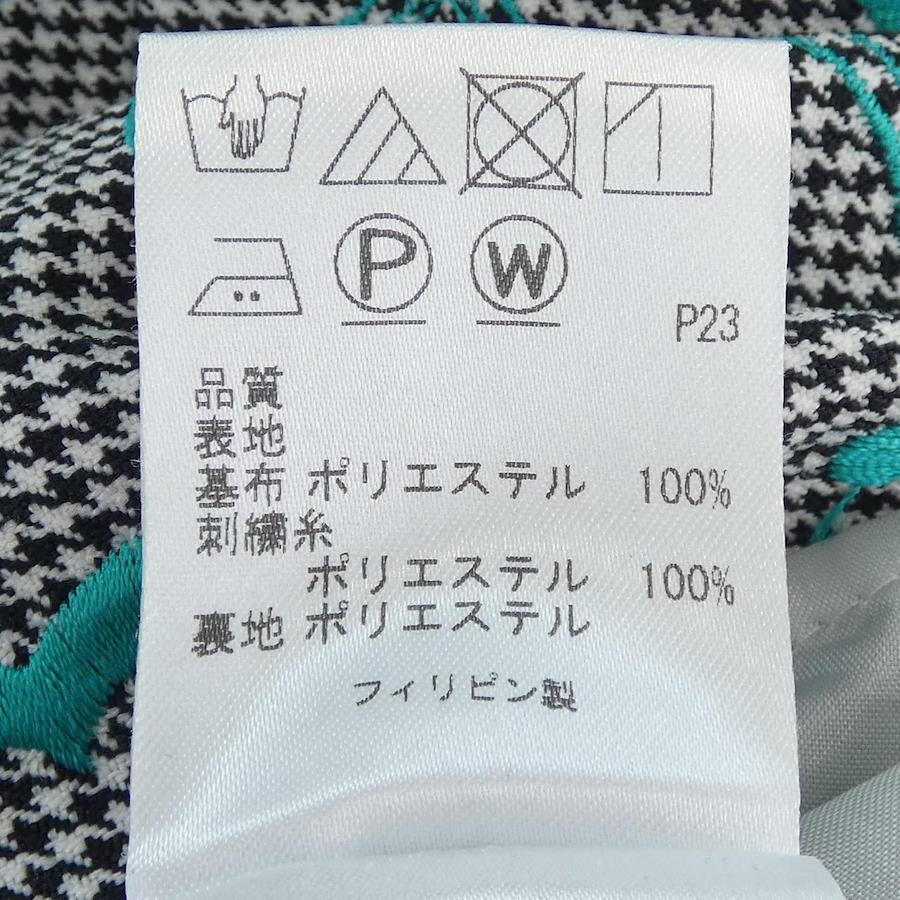 P W
P23
品質
表地
基布 ポリエステル 100%
刺繍糸
ポリエステル 100%
裏地 ポリエステル
フィリピン製